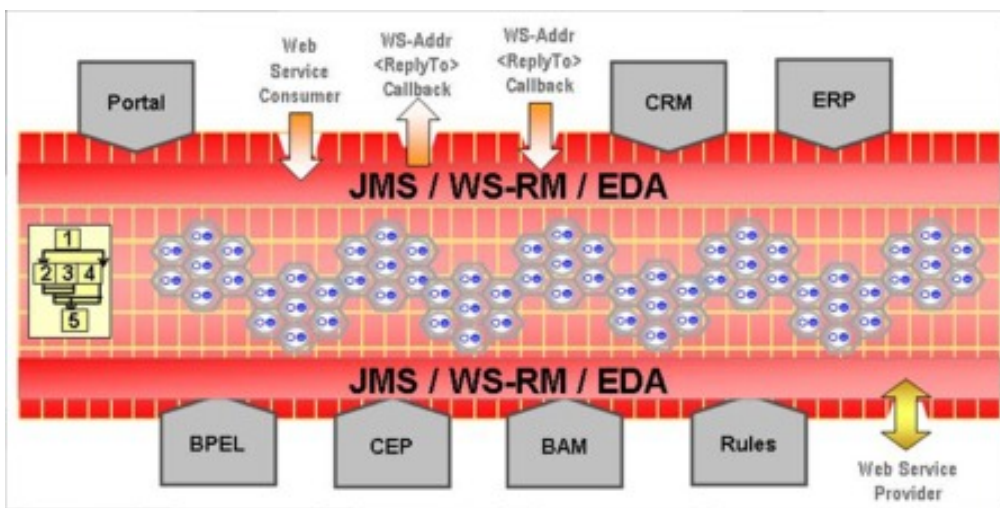 Portal
Web
Service
Consumer
WS-Addr
<ReplyTo>
Callback
WS-Addr
<ReplyTo>
Callback
CRM
ERP
JMS / WS-RM / EDA
1
2 3 4
5
JMS / WS-RM / EDA
BPEL
CEP
BAM
Rules
Web Service
Provider